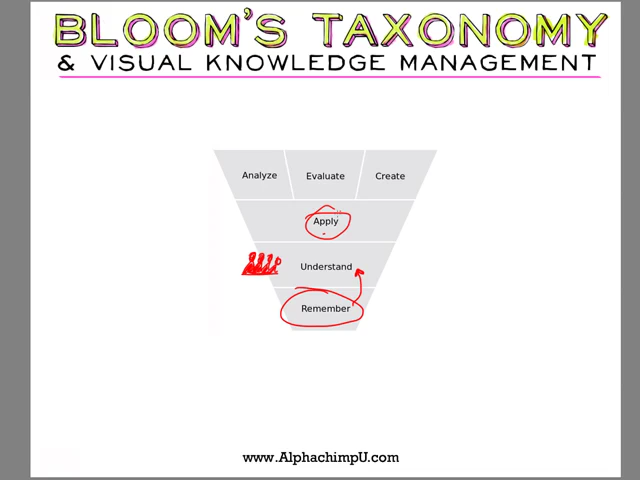 BLOOM'S TAXONOMY
& VISUAL KNOWLEDGE MANAGEMENT
Analyze Evaluate Create
Apply
Understand
Remember
www.AlphachimpU.com